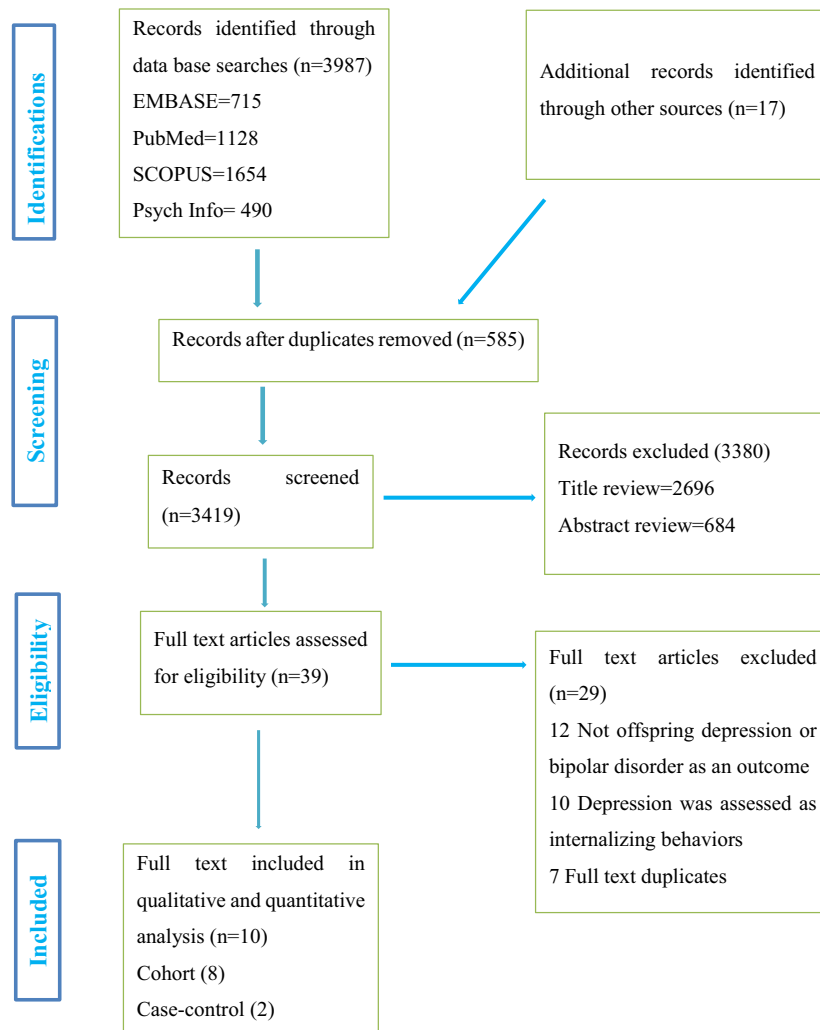 Identifications
Records identified through
data base searches (n=3987)
EMBASE=715
PubMed=1128
SCOPUS=1654
Psych Info= 490
Additional records identified
through other sources (n=17)
Screening
Records after duplicates removed (n=585)
Records screened
(n=3419)
Records excluded (3380)
Title review=2696
Abstract review=684
Eligibility
Full text articles assessed
for eligibility (n=39)
Full text articles excluded
(n=29)
12 Not offspring depression or
bipolar disorder as an outcome
10 Depression was assessed as
internalizing behaviors
7 Full text duplicates
Included
Full text included in
qualitative and quantitative
analysis (n=10)
Cohort (8)
Case-control (2)